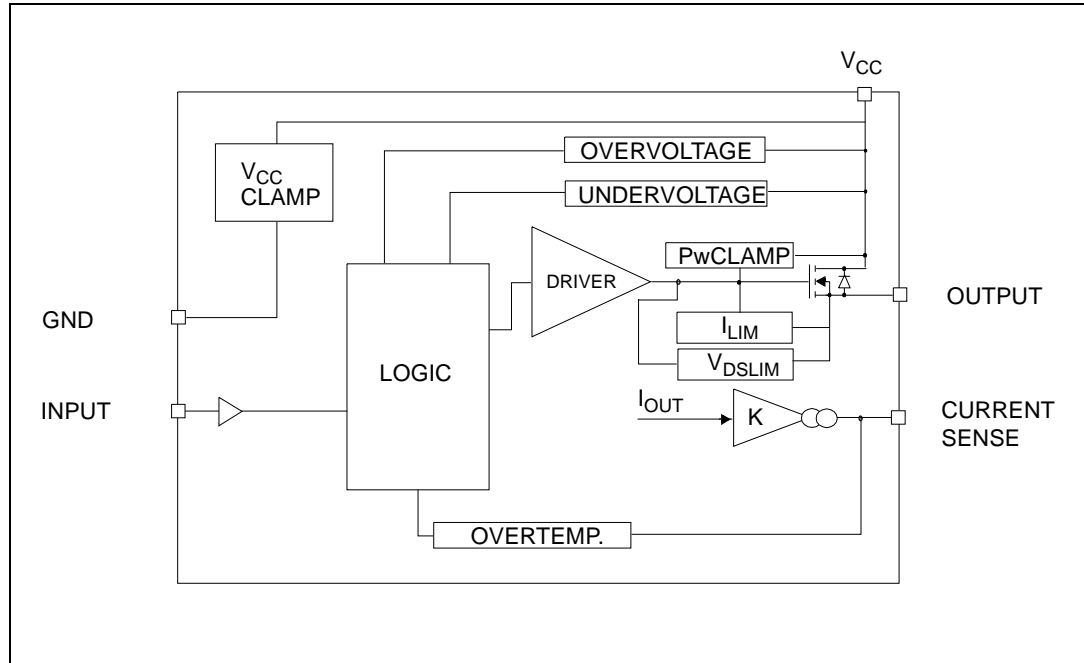 VCC
OVERVOLTAGE
VCC
CLAMP
UNDERVOLTAGE
PwCLAMP
DRIVER
OUTPUT
GND
ILIM
VDSLIM
LOGIC
INPUT
IOUT
K
CURRENT
SENSE
OVERTEMP.